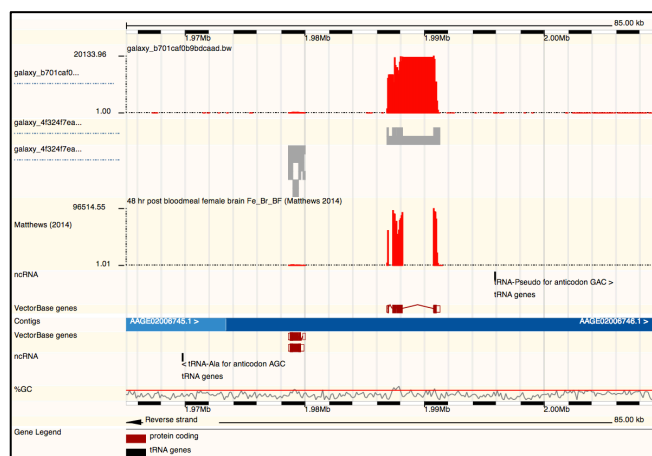 85.00 kb
1.97Mb 1.98Mb 1.99Mb 2.00Mb
galaxy_b701caf0b9bdcaad.bw
20133.96
galaxy_b701caf0...
1.00
galaxy_4f324f7ea...
galaxy_4f324f7ea...
48 hr post bloodmeal female brain Fe_Br_BF (Matthews 2014)
96514.55
Matthews (2014)
1.01
ncRNA
tRNA-Pseudo for anticodon GAC >
tRNA genes
VectorBase genes
Contigs AAGE02006745.1 > AAGE02006746.1 >
VectorBase genes
ncRNA
< tRNA-Ala for anticodon AGC
tRNA genes
%GC
1.97Mb 1.98Mb 1.99Mb 2.00Mb
Reverse strand 85.00 kb
Gene Legend
protein coding
tRNA genes